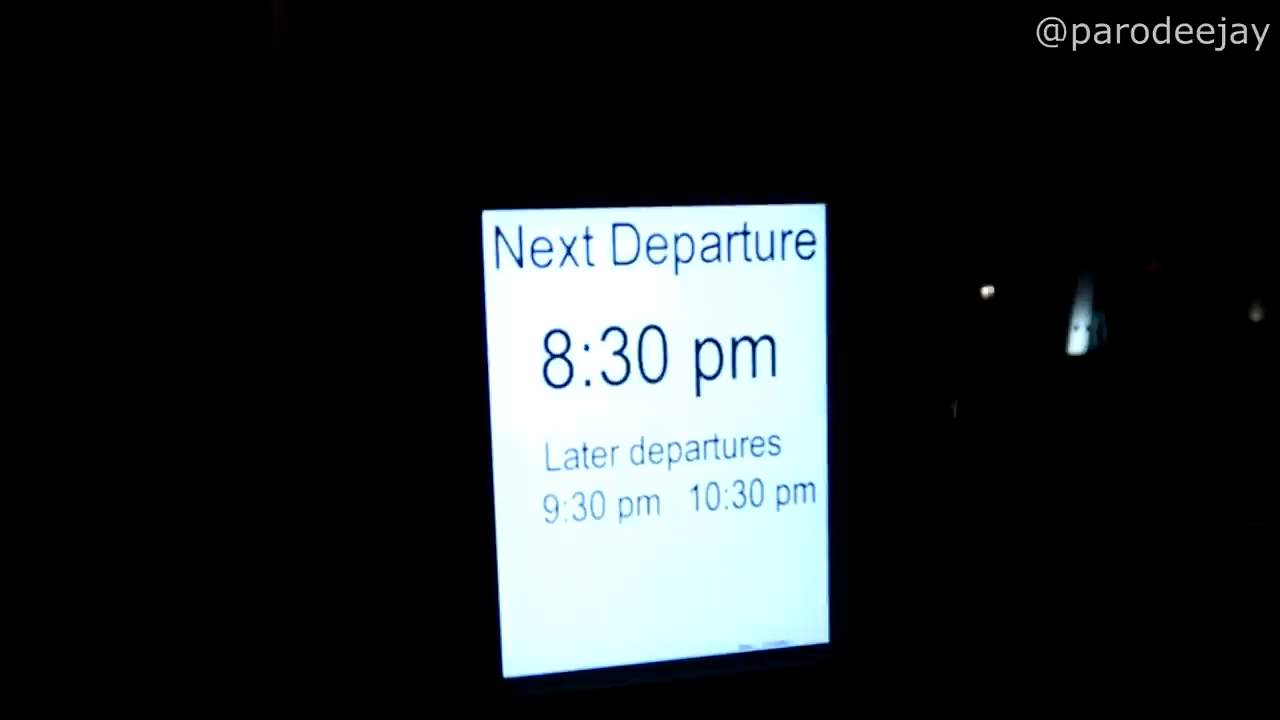 @parodeejay
Next Departure
8:30 pm
Later departures
9:30 pm 10:30 pm